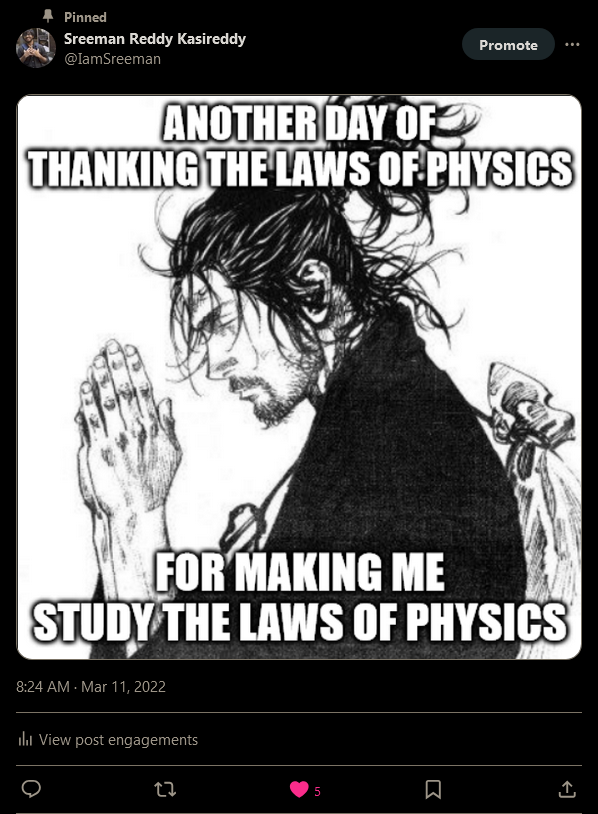 Pinned
Sreeman Reddy Kasireddy
@IamSreeman
Promote
ANOTHER DAY OF
THANKING THE LAWS OF PHYSICS
FOR MAKING ME
STUDY THE LAWS OF PHYSICS
8:24 AM · Mar 11, 2022
View post engagements
5